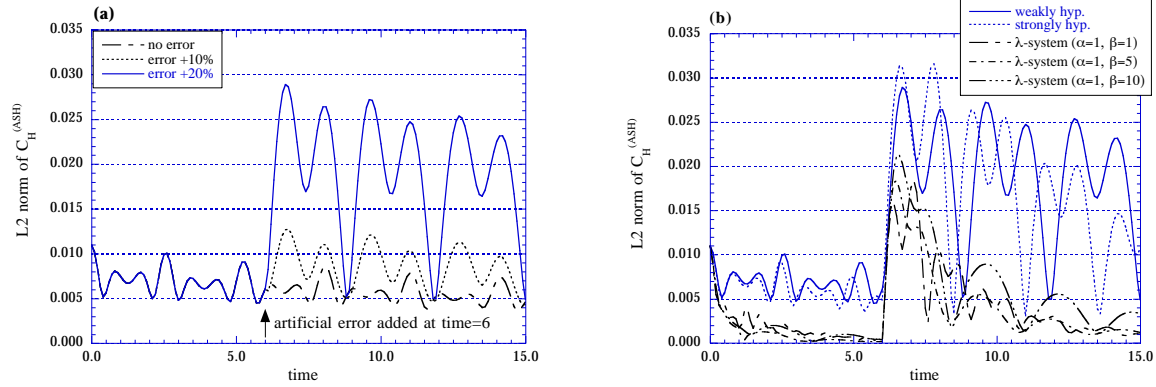 (a)
0.035
0.030
0.025
0.020
0.015
0.010
0.005
0.000
L2 norm of C_H^(ASH)
no error
error +10%
error +20%
artificial error added at time=6
0.0
5.0
10.0
15.0
time
(b)
0.035
0.030
0.025
0.020
0.015
0.010
0.005
0.000
L2 norm of C_H^(ASH)
weakly hyp.
strongly hyp.
λ-system (α=1, β=1)
λ-system (α=1, β=5)
λ-system (α=1, β=10)
0.0
5.0
10.0
15.0
time